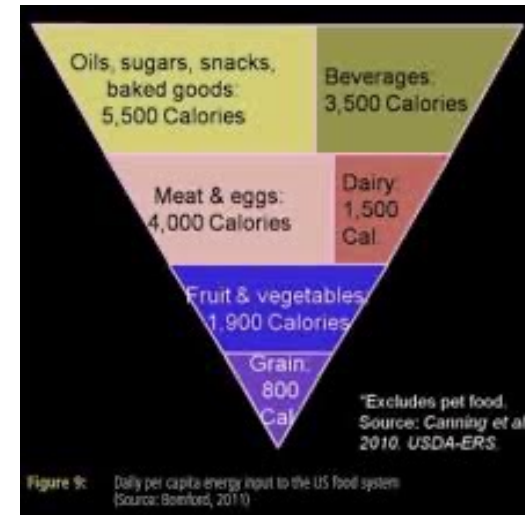 Oils, sugars, snacks,
baked goods:
5,500 Calories
Beverages:
3,500 Calories
Meat & eggs:
4,000 Calories
Dairy:
1,500
Cal.
Fruit & vegetables:
1,900 Calories
Grain:
800
Cal.
*Excludes pet food.
Source: Canning et al
2010. USDA-ERS.
Figure 9: Daily per capita energy input to the US food system
(Source: Bomford, 2011)